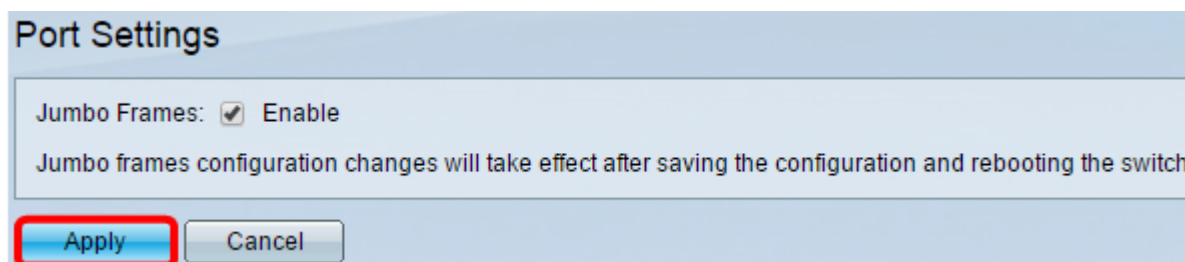 Port Settings
Jumbo Frames: Enable
Jumbo frames configuration changes will take effect after saving the configuration and rebooting the switch
Apply Cancel